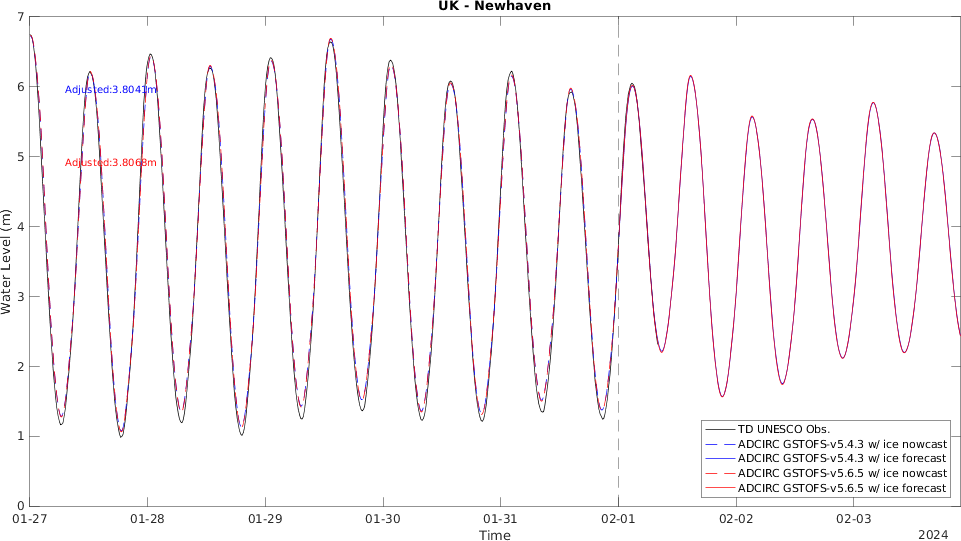 UK - Newhaven
7
6
5
4
3
2
1
0
Water Level (m)
Adjusted:3.8041m
Adjusted:3.8068m
TD UNESCO Obs.
ADCIRC GSTOFS-v5.4.3 w/ ice nowcast
ADCIRC GSTOFS-v5.4.3 w/ ice forecast
ADCIRC GSTOFS-v5.6.5 w/ ice nowcast
ADCIRC GSTOFS-v5.6.5 w/ ice forecast
01-27 01-28 01-29 01-30 01-31 02-01 02-02 02-03
Time
2024